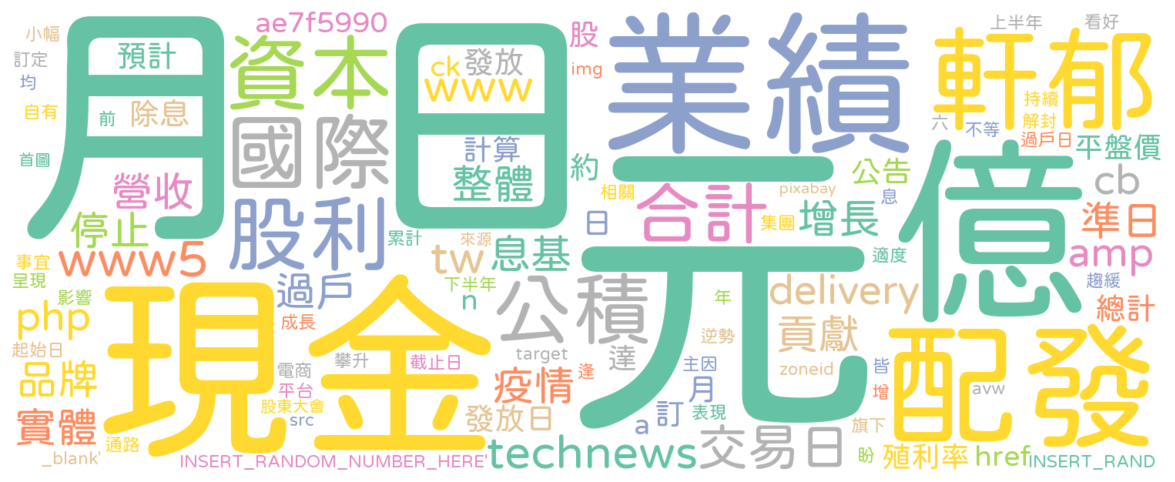 小幅
ae7f5990
股
上半年
看好
訂定
預計
月
日
資本
ck
發放
www
img
業績
軒郁
均
持續
自有
前
除息
解封
六
不等
過戶日
平盤價
國際
計算
首圖
約
整體
元
營收
合計
相關
pixabay
公告
息
億
cb
停止
股利
日
集團
增長
準日
累計
來源
www5
tw
息基
適度
amp
事宜
呈現
過戶
下半年
n
公積
年
delivery
趨緩
影響
總計
php
現金
成長
貢獻
逆勢
起始日
攀升
截止日
target
達
主因
zoneid
皆
配發
品牌
電商
疫情
逢
月
增
avw
平台
股東大會
實體
src
發放日
a
訂
表現
旗下
通路
technews
交易日
盼
殖利率
href
_blank'
INSERT_RANDOM_NUMBER_HERE'
INSERT_RAND